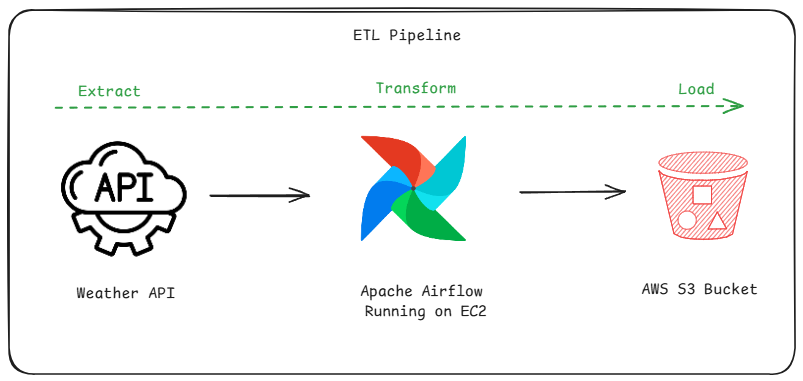 ETL Pipeline
Extract
Transform
Load
API
Weather API
Apache Airflow
Running on EC2
AWS S3 Bucket